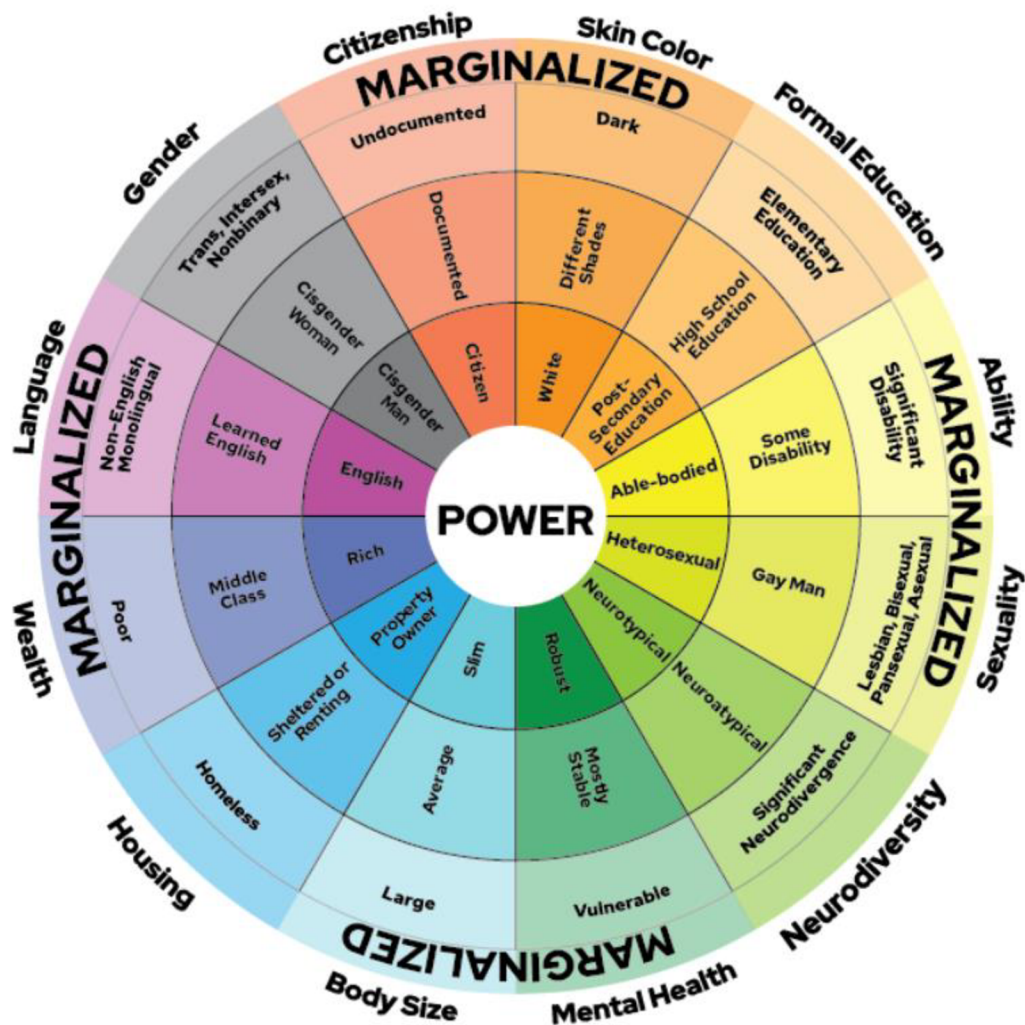 Citizenship
Skin Color
Formal Education
Ability
Sexuality
Neurodiversity
Mental Health
Body Size
Housing
Wealth
Language
Gender
MARGINALIZED
MARGINALIZED
MARGINALIZED
MARGINALIZED
Undocumented
Documented
Citizen
Dark
Different
Shades
White
Elementary
Education
High School
Education
Post-
Secondary
Education
Significant
Disability
Some
Disability
Able-bodied
Lesbian, Bisexual,
Pansexual, Asexual
Gay Man
Heterosexual
Significant
Neurodivergence
Neuroatypical
Neurotypical
Vulnerable
Mostly
Stable
Robust
Large
Average
Slim
Homeless
Sheltered or
Renting
Property
Owner
Poor
Middle
Class
Rich
Non-English
Monolingual
Learned
English
English
Trans, Intersex,
Nonbinary
Cisgender
Woman
Cisgender
Man
POWER